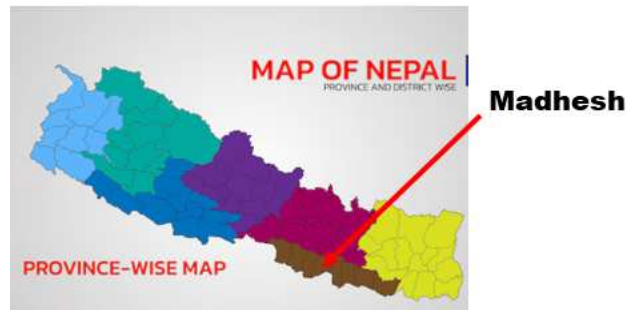 MAP OF NEPAL
PROVINCE AND DISTRICT WISE
Madhesh
PROVINCE-WISE MAP